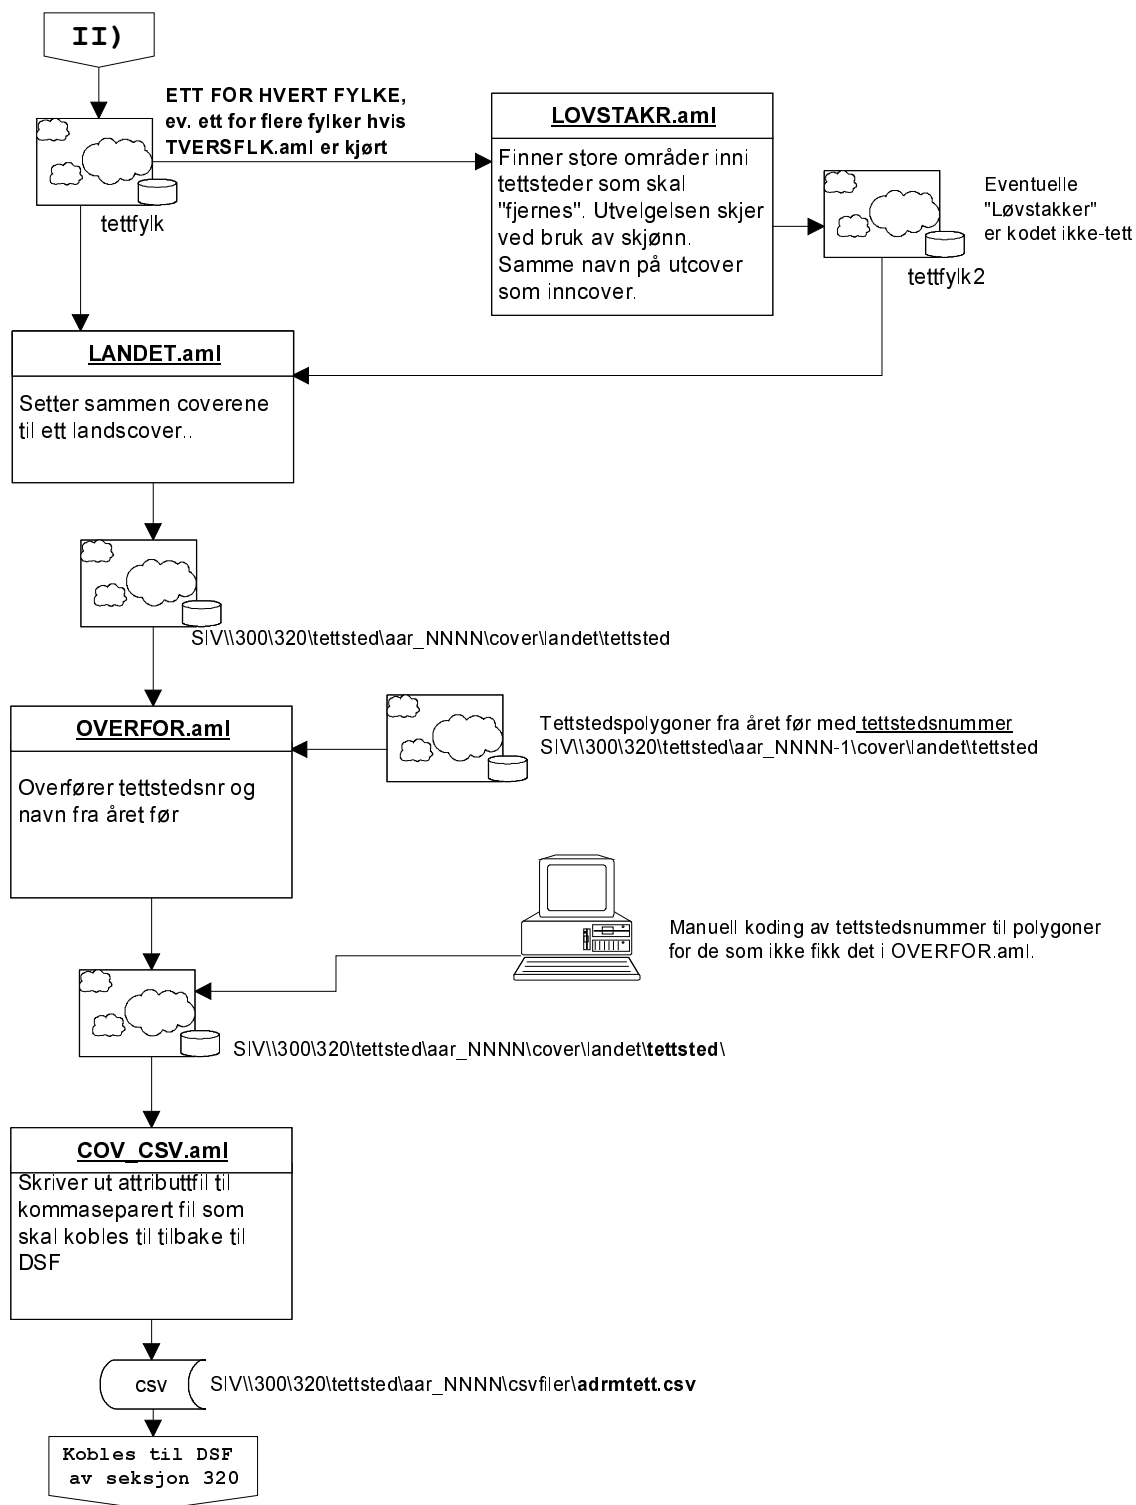 II)
ETT FOR HVERT FYLKE,
ev. ett for flere fylker hvis
TVERSFLK.aml er kjørt
tettfylk
LOVSTAKR.aml
Finner store områder inni
tettsteder som skal
"fjernes". Utvelgelsen skjer
ved bruk av skjønn.
Samme navn på utcover
som inncover.
Eventuelle
"Løvstakker"
er kodet ikke-tett
tettfylk2
LANDET.aml
Setter sammen coverene
til ett landscover..
SIV\\300\320\tettsted\aar_NNNN\cover\landet\tettsted
OVERFOR.aml
Overfører tettstedsnr og
navn fra året før
Tettstedspolygoner fra året før med tettstedsnummer
SIV\\300\320\tettsted\aar_NNNN-1\cover\landet\tettsted
Manuell koding av tettstedsnummer til polygoner
for de som ikke fikk det i OVERFOR.aml.
SIV\\300\320\tettsted\aar_NNNN\cover\landet\tettsted\
COV_CSV.aml
Skriver ut attributtfil til
kommaseparert fil som
skal kobles til tilbake til
DSF
csv
SIV\\300\320\tettsted\aar_NNNN\csvfiler\adrmtett.csv
Kobles til DSF
av seksjon 320